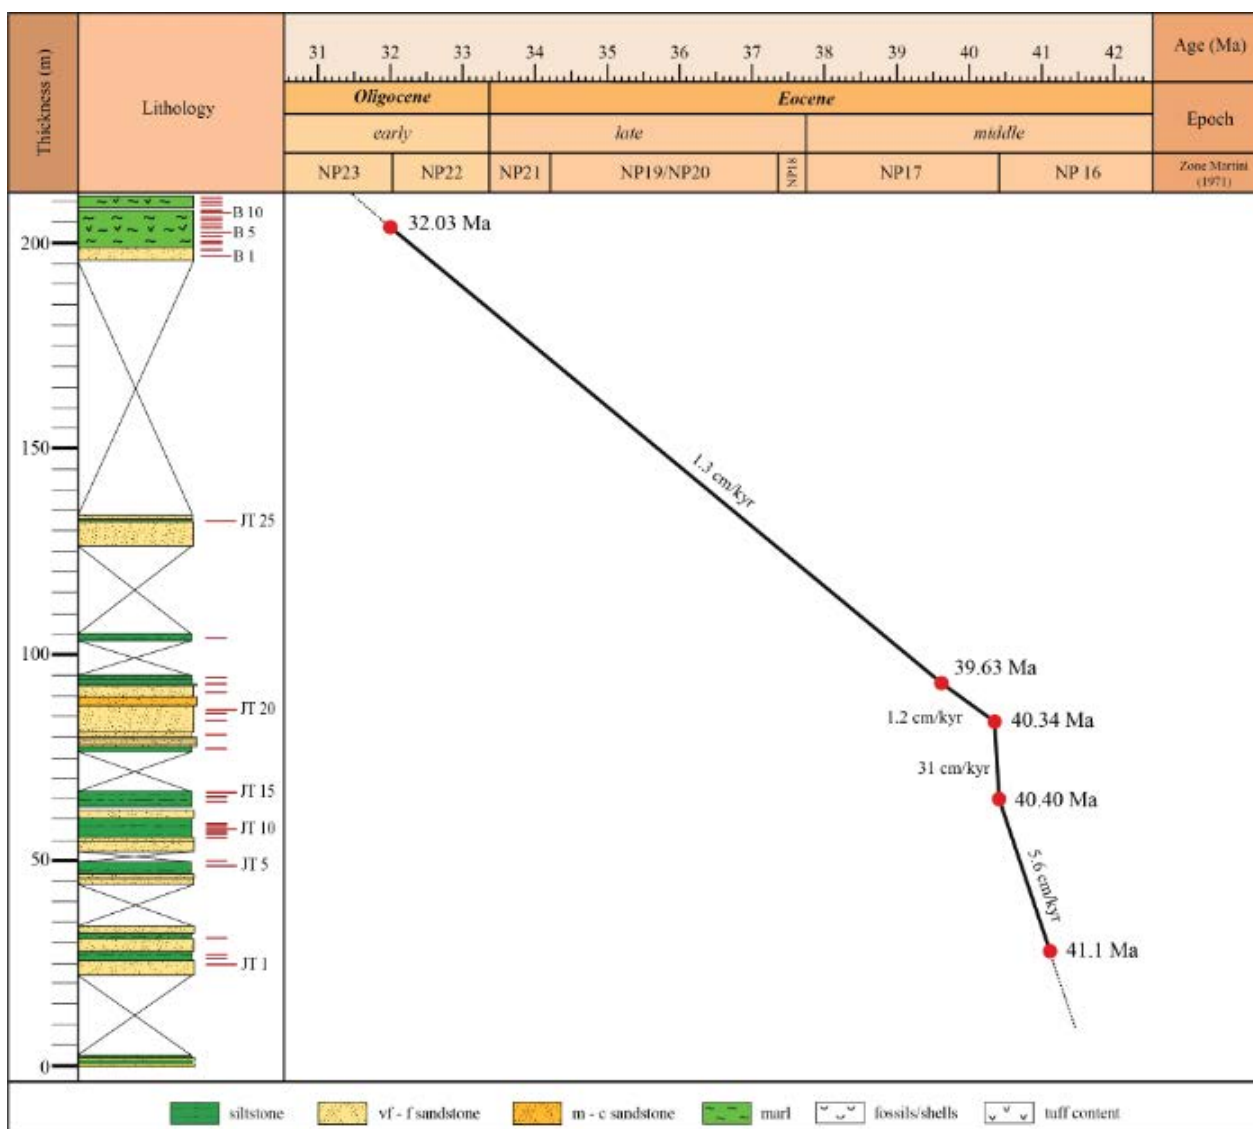 Thickness (m)
Lithology
31 32 33 34 35 36 37 38 39 40 41 42
Age (Ma)
Oligocene
Eocene
Epoch
early
late
middle
NP23
NP22
NP21
NP19/NP20
NP18
NP17
NP 16
Zone Martini
(1971)
B 10
200
B 5
B 1
32.03 Ma
150
1.3 cm/kyr
JT 25
100
39.63 Ma
JT 20
1.2 cm/kyr
40.34 Ma
31 cm/kyr
JT 15
40.40 Ma
JT 10
50
JT 5
5.6 cm/kyr
41.1 Ma
JT 1
0
siltstone
vf - f sandstone
m - c sandstone
marl
fossils/shells
tuff content